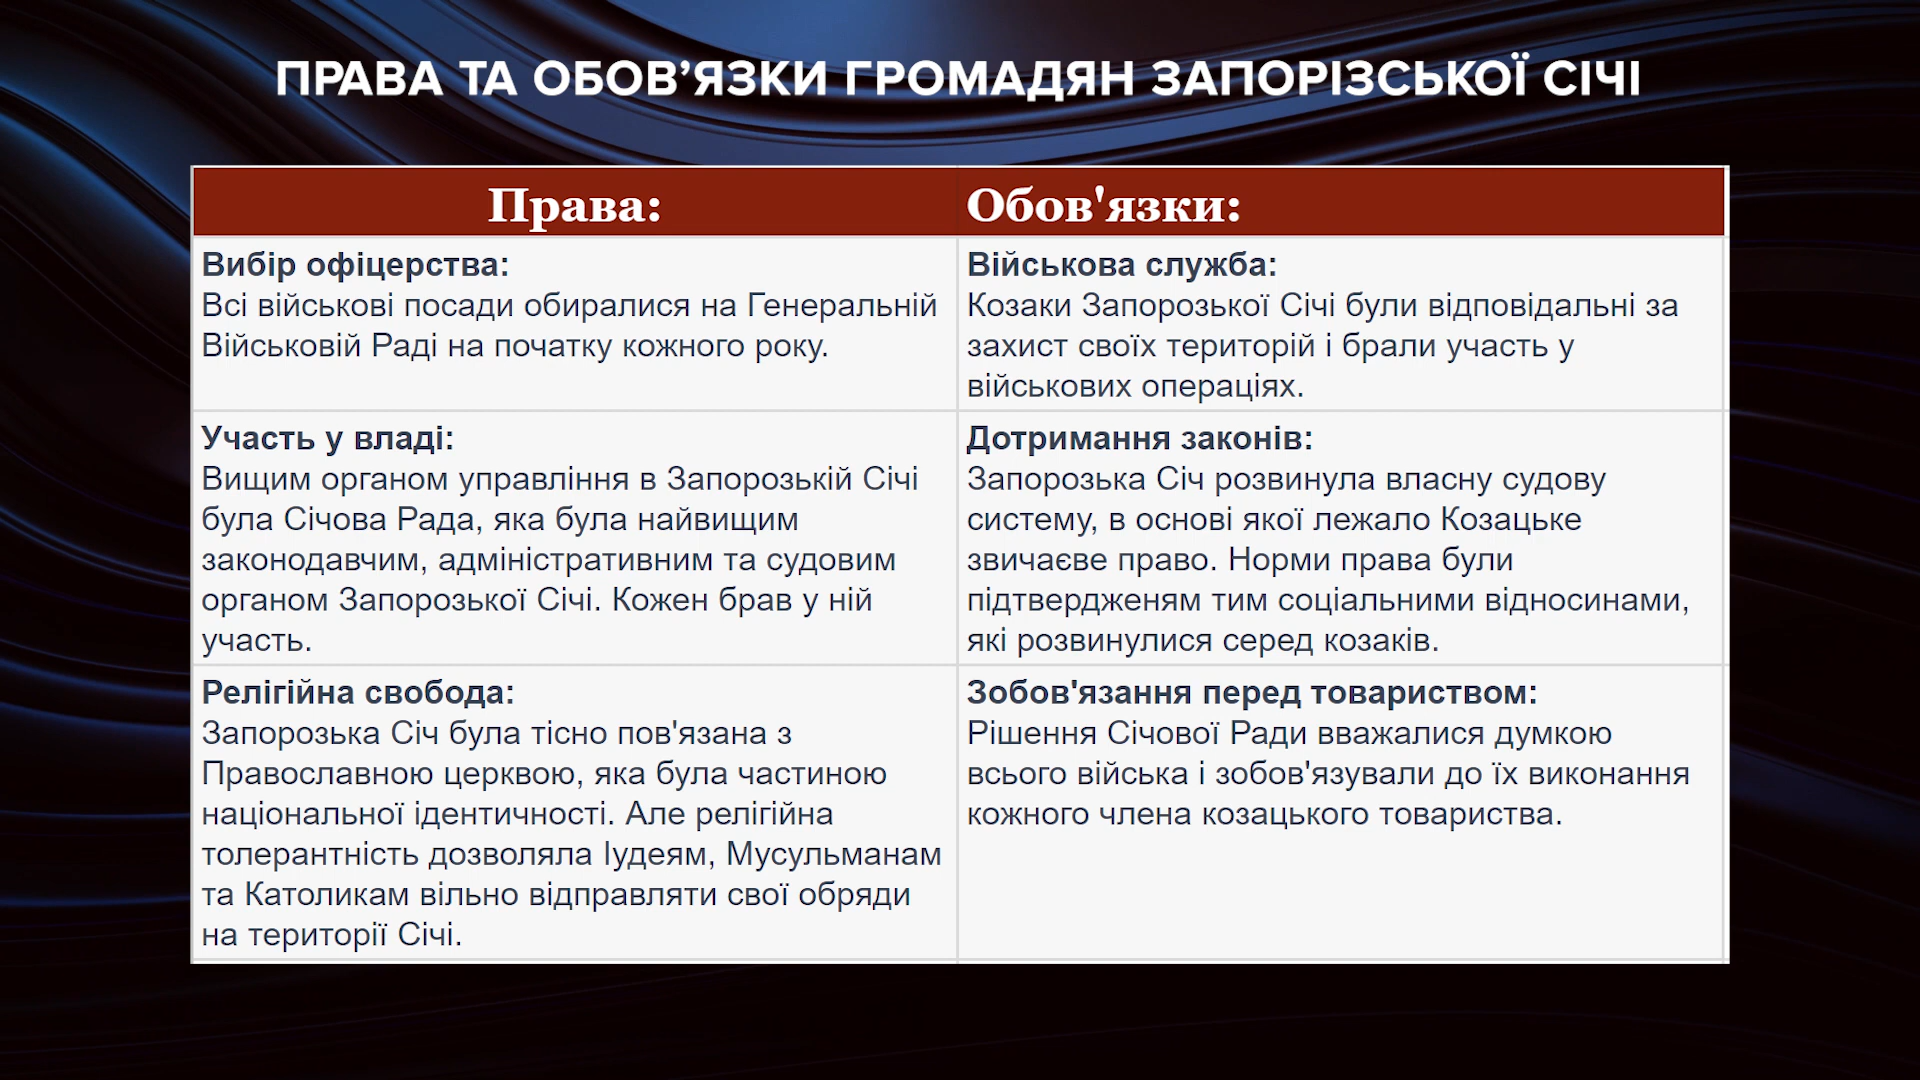 ПРАВА ТА ОБОВ’ЯЗКИ ГРОМАДЯН ЗАПОРІЗСЬКОЇ СІЧІ
Права:
Обов'язки:
Вибір офіцерства:
Всі військові посади обиралися на Генеральній
Військовій Раді на початку кожного року.
Військова служба:
Козаки Запорозької Січі були відповідальні за
захист своїх територій і брали участь у
військових операціях.
Участь у владі:
Вищим органом управління в Запорозькій Січі
була Січова Рада, яка була найвищим
законодавчим, адміністративним та судовим
органом Запорозької Січі. Кожен брав у ній
участь.
Дотримання законів:
Запорозька Січ розвинула власну судову
систему, в основі якої лежало Козацьке
звичаєве право. Норми права були
підтвердженям тим соціальними відносинами,
які розвинулися серед козаків.
Релігійна свобода:
Запорозька Січ була тісно пов'язана з
Православною церквою, яка була частиною
національної ідентичності. Але релігійна
толерантність дозволяла Іудеям, Мусульманам
та Католикам вільно відправляти свої обряди
на території Січі.
Зобов'язання перед товариством:
Рішення Січової Ради вважалися думкою
всього війська і зобов'язували до їх виконання
кожного члена козацького товариства.